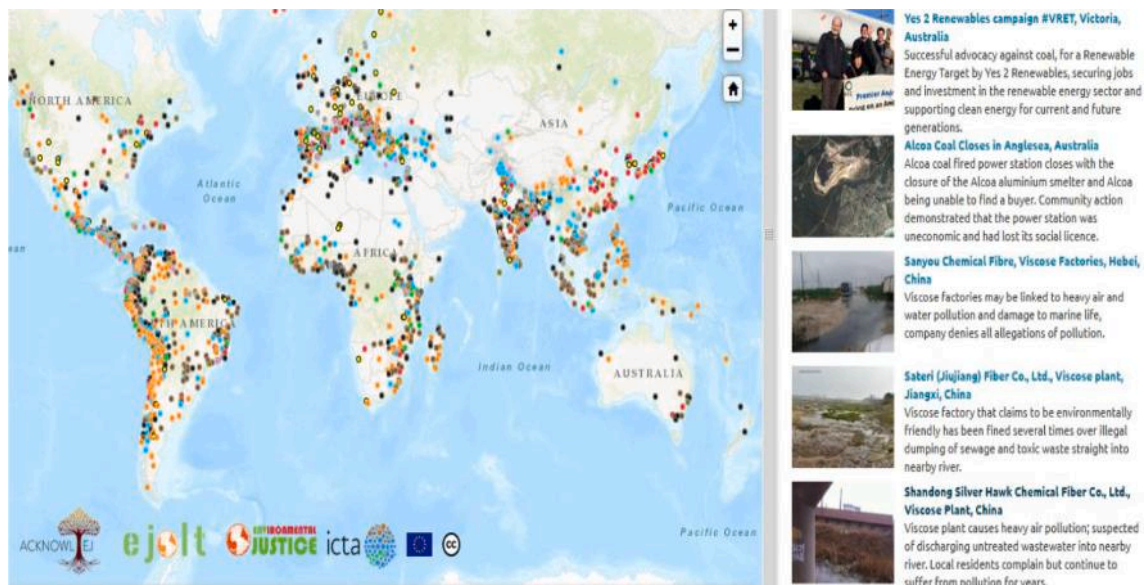 NORTH AMERICA
EUROPE
ASIA
Atlantic
Ocean
Pacific Ocean
AFRICA
Indian Ocean
AUSTRALIA
Pacific Ocean
ACKNOWL EJ
ejolt
ENVIRONMENTAL
JUSTICE
icta
cc
Yes 2 Renewables campaign #VRET, Victoria,
Australia
Successful advocacy against coal, for a Renewable
Energy Target by Yes 2 Renewables, securing jobs
and investment in the renewable energy sector and
supporting clean energy for current and future
generations.
Alcoa Coal Closes in Anglesea, Australia
Alcoa coal fired power station closes with the
closure of the Alcoa aluminium smelter and Alcoa
being unable to find a buyer. Community action
demonstrated that the power station was
uneconomic and had lost its social licence.
Sanyou Chemical Fibre, Viscose Factories, Hebei,
China
Viscose factories may be linked to heavy air and
water pollution and damage to marine life,
company denies all allegations of pollution.
Sateri (Jiujiang) Fiber Co., Ltd., Viscose plant,
Jiangxi, China
Viscose factory that claims to be environmentally
friendly has been fined several times over illegal
dumping of sewage and toxic waste straight into
nearby river.
Shandong Silver Hawk Chemical Fiber Co., Ltd.,
Viscose Plant, China
Viscose plant causes heavy air pollution; suspected
of discharging untreated wastewater into nearby
river. Local residents complain but continue to
suffer from pollution for years.